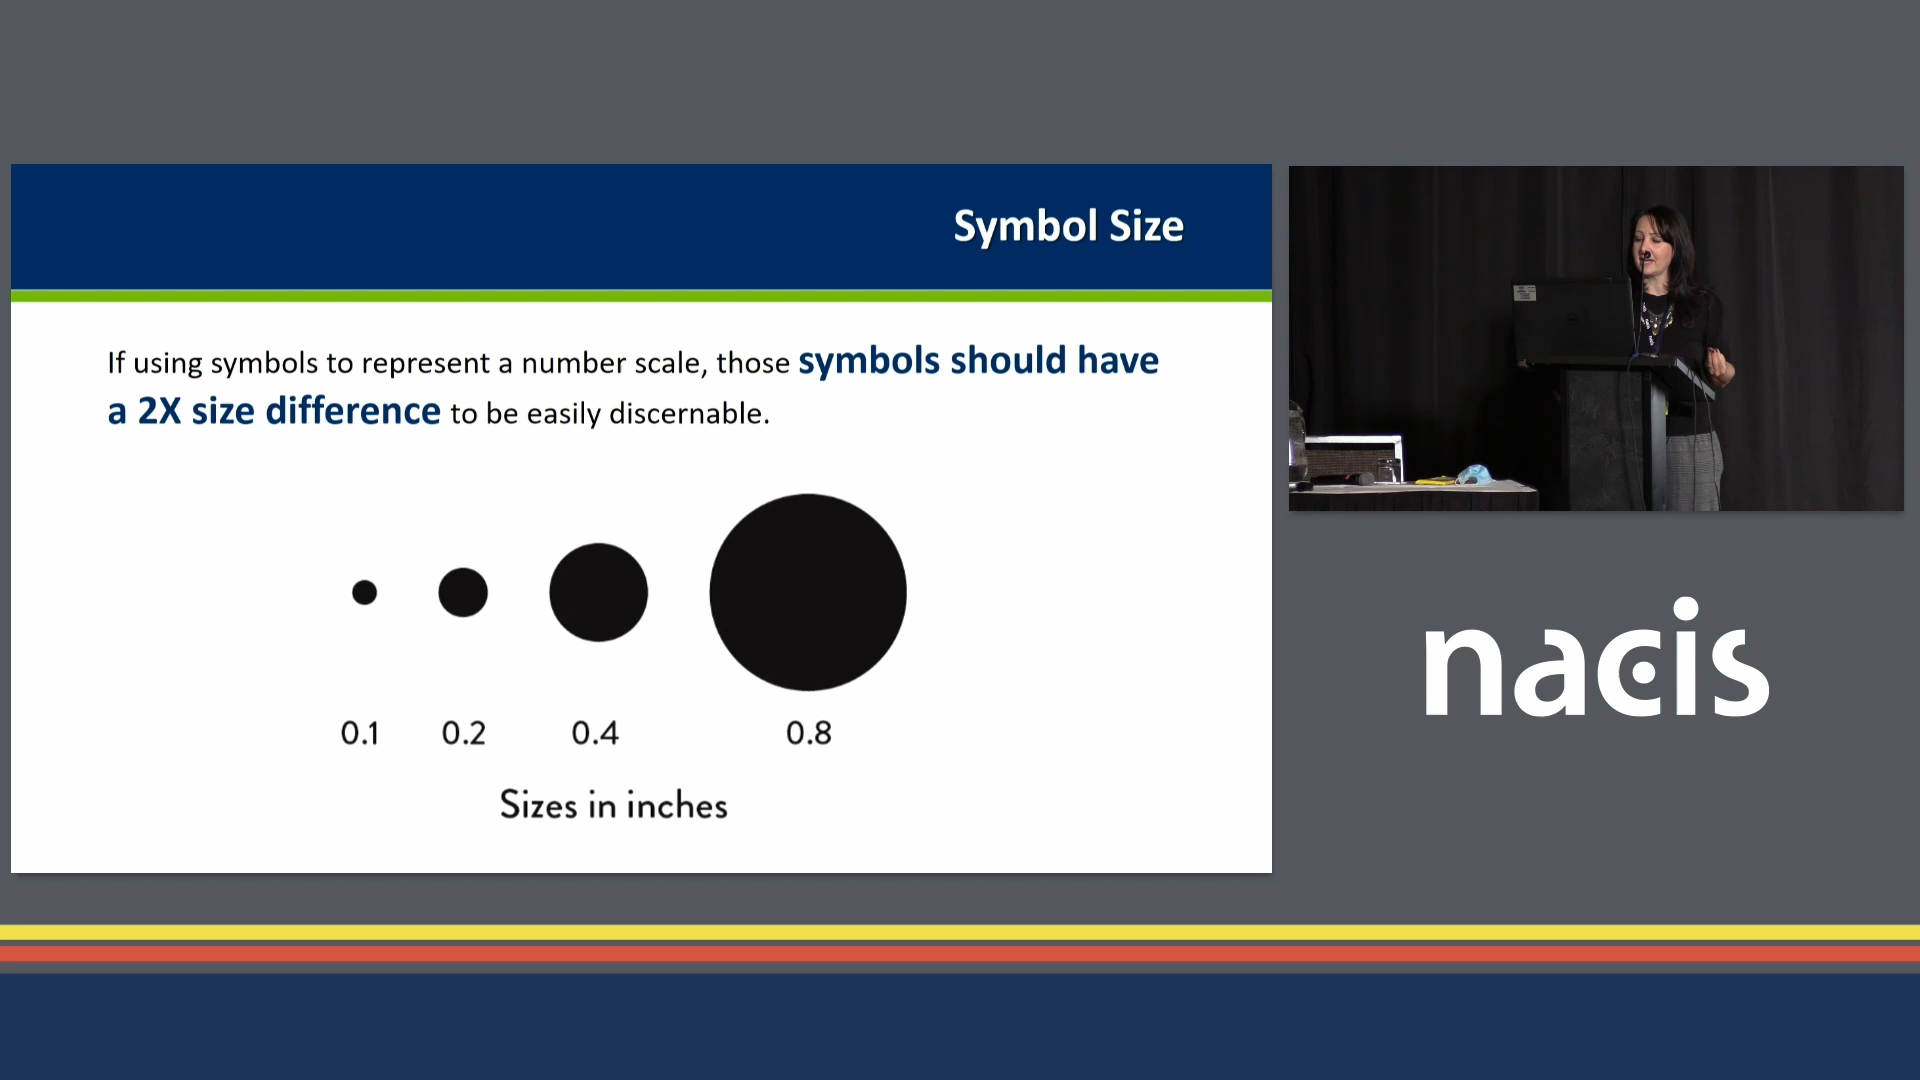 Symbol Size
If using symbols to represent a number scale, those symbols should have
a 2X size difference to be easily discernable.
0.1 0.2 0.4 0.8
Sizes in inches
nacis